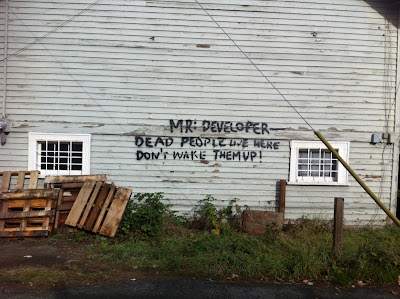 MR: DEVELOPER
DEAD PEOPLE LIVE HERE
DON'T WAKE THEM UP!